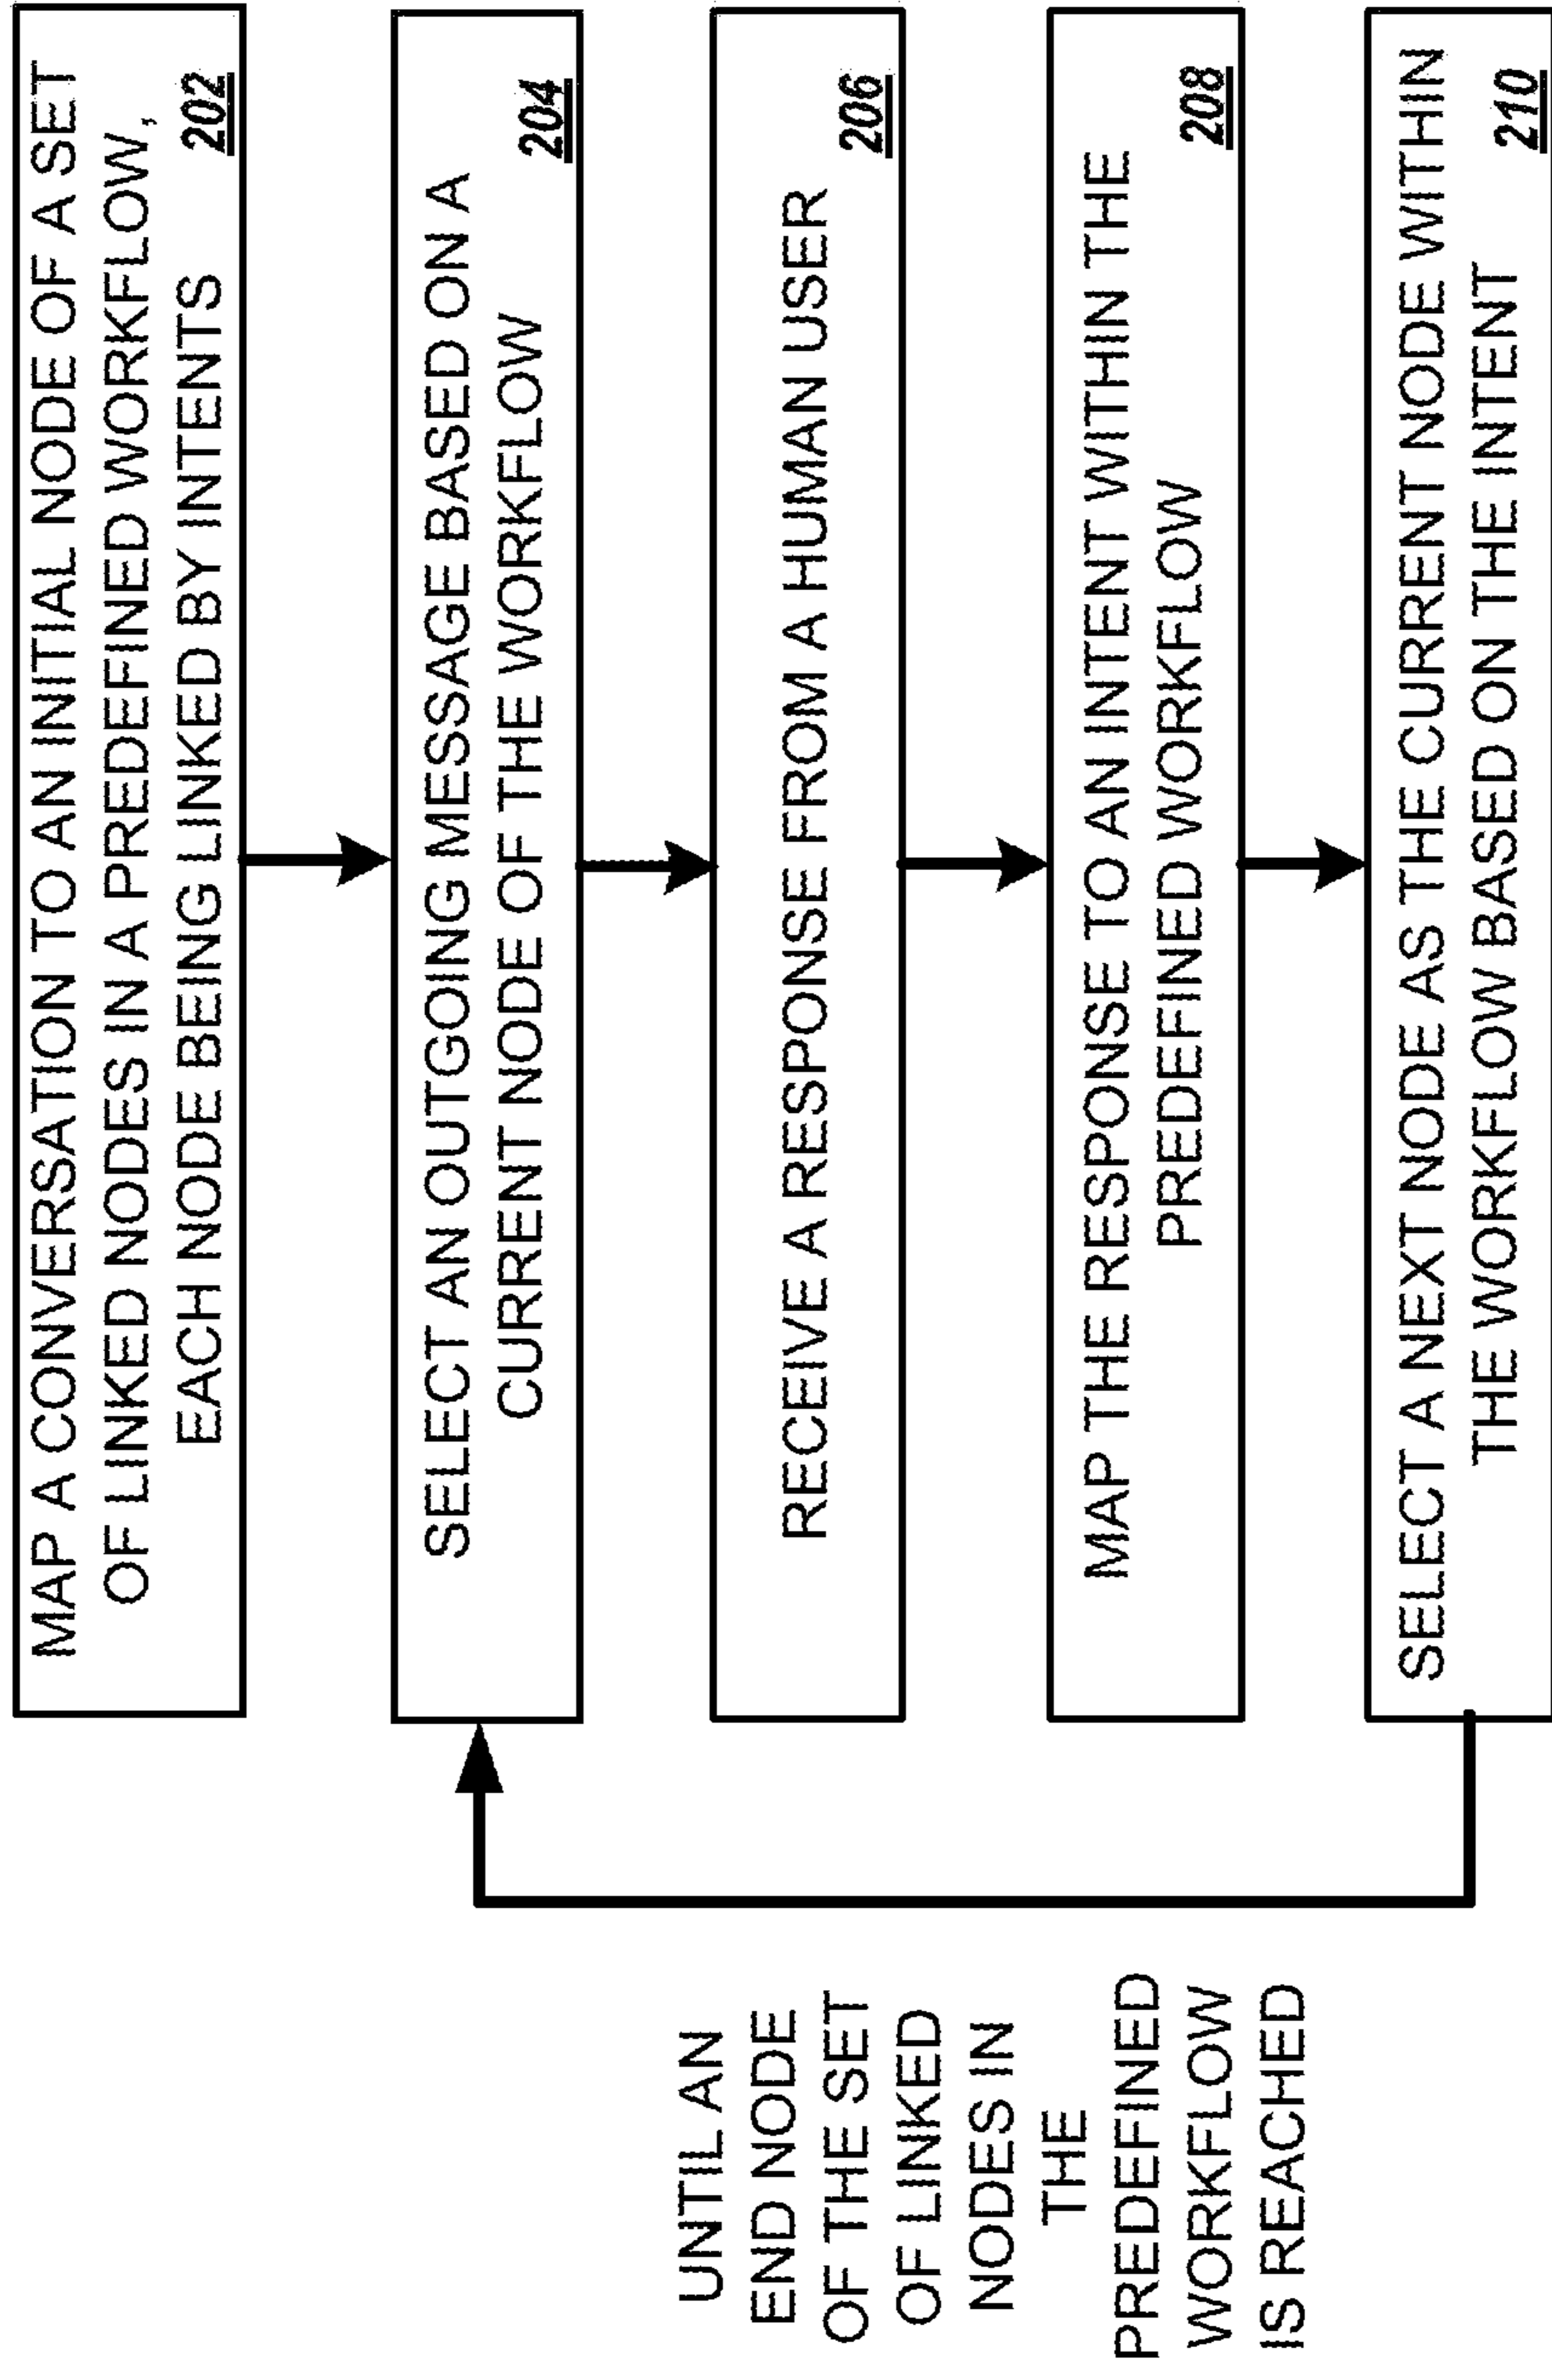 MAP A CONVERSATION TO AN INITIAL NODE OF A SET
OF LINKED NODES IN A PREDEFINED WORKFLOW,
EACH NODE BEING LINKED BY INTENTS 202
SELECT AN OUTGOING MESSAGE BASED ON A
CURRENT NODE OF THE WORKFLOW 204
RECEIVE A RESPONSE FROM A HUMAN USER
206
MAP THE RESPONSE TO AN INTENT WITHIN THE
PREDEFINED WORKFLOW 208
SELECT A NEXT NODE AS THE CURRENT NODE WITHIN
THE WORKFLOW BASED ON THE INTENT 210
UNTIL AN
END NODE
OF THE SET
OF LINKED
NODES IN
THE
PREDEFINED
WORKFLOW
IS REACHED